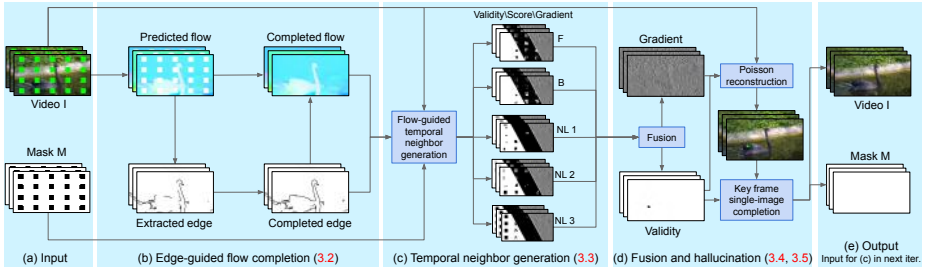 Validity\Score\Gradient
Predicted flow
Completed flow
F
Gradient
Poisson
reconstruction
Video I
Video I
B
Flow-guided
temporal
neighbor
generation
NL 1
Fusion
Mask M
Mask M
NL 2
Key frame
single-image
completion
Extracted edge
Completed edge
NL 3
Validity
(a) Input
(b) Edge-guided flow completion (3.2)
(c) Temporal neighbor generation (3.3)
(d) Fusion and hallucination (3.4, 3.5)
(e) Output
Input for (c) in next iter.